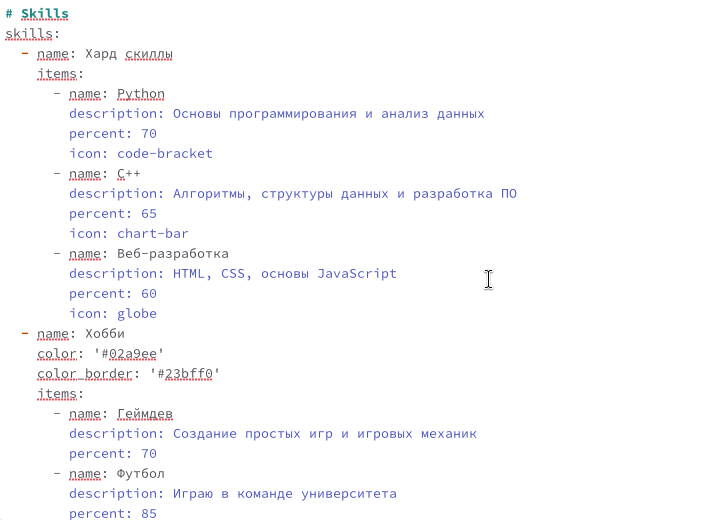 # Skills
skills:
- name: Хард скиллы
items:
- name: Python
description: Основы программирования и анализ данных
percent: 70
icon: code-bracket
- name: C++
description: Алгоритмы, структуры данных и разработка ПО
percent: 65
icon: chart-bar
- name: Веб-разработка
description: HTML, CSS, основы JavaScript
percent: 60
icon: globe
- name: Хобби
color: '#02a9ee'
color_border: '#23bff0'
items:
- name: Геймдев
description: Создание простых игр и игровых механик
percent: 70
- name: Футбол
description: Играю в команде университета
percent: 85